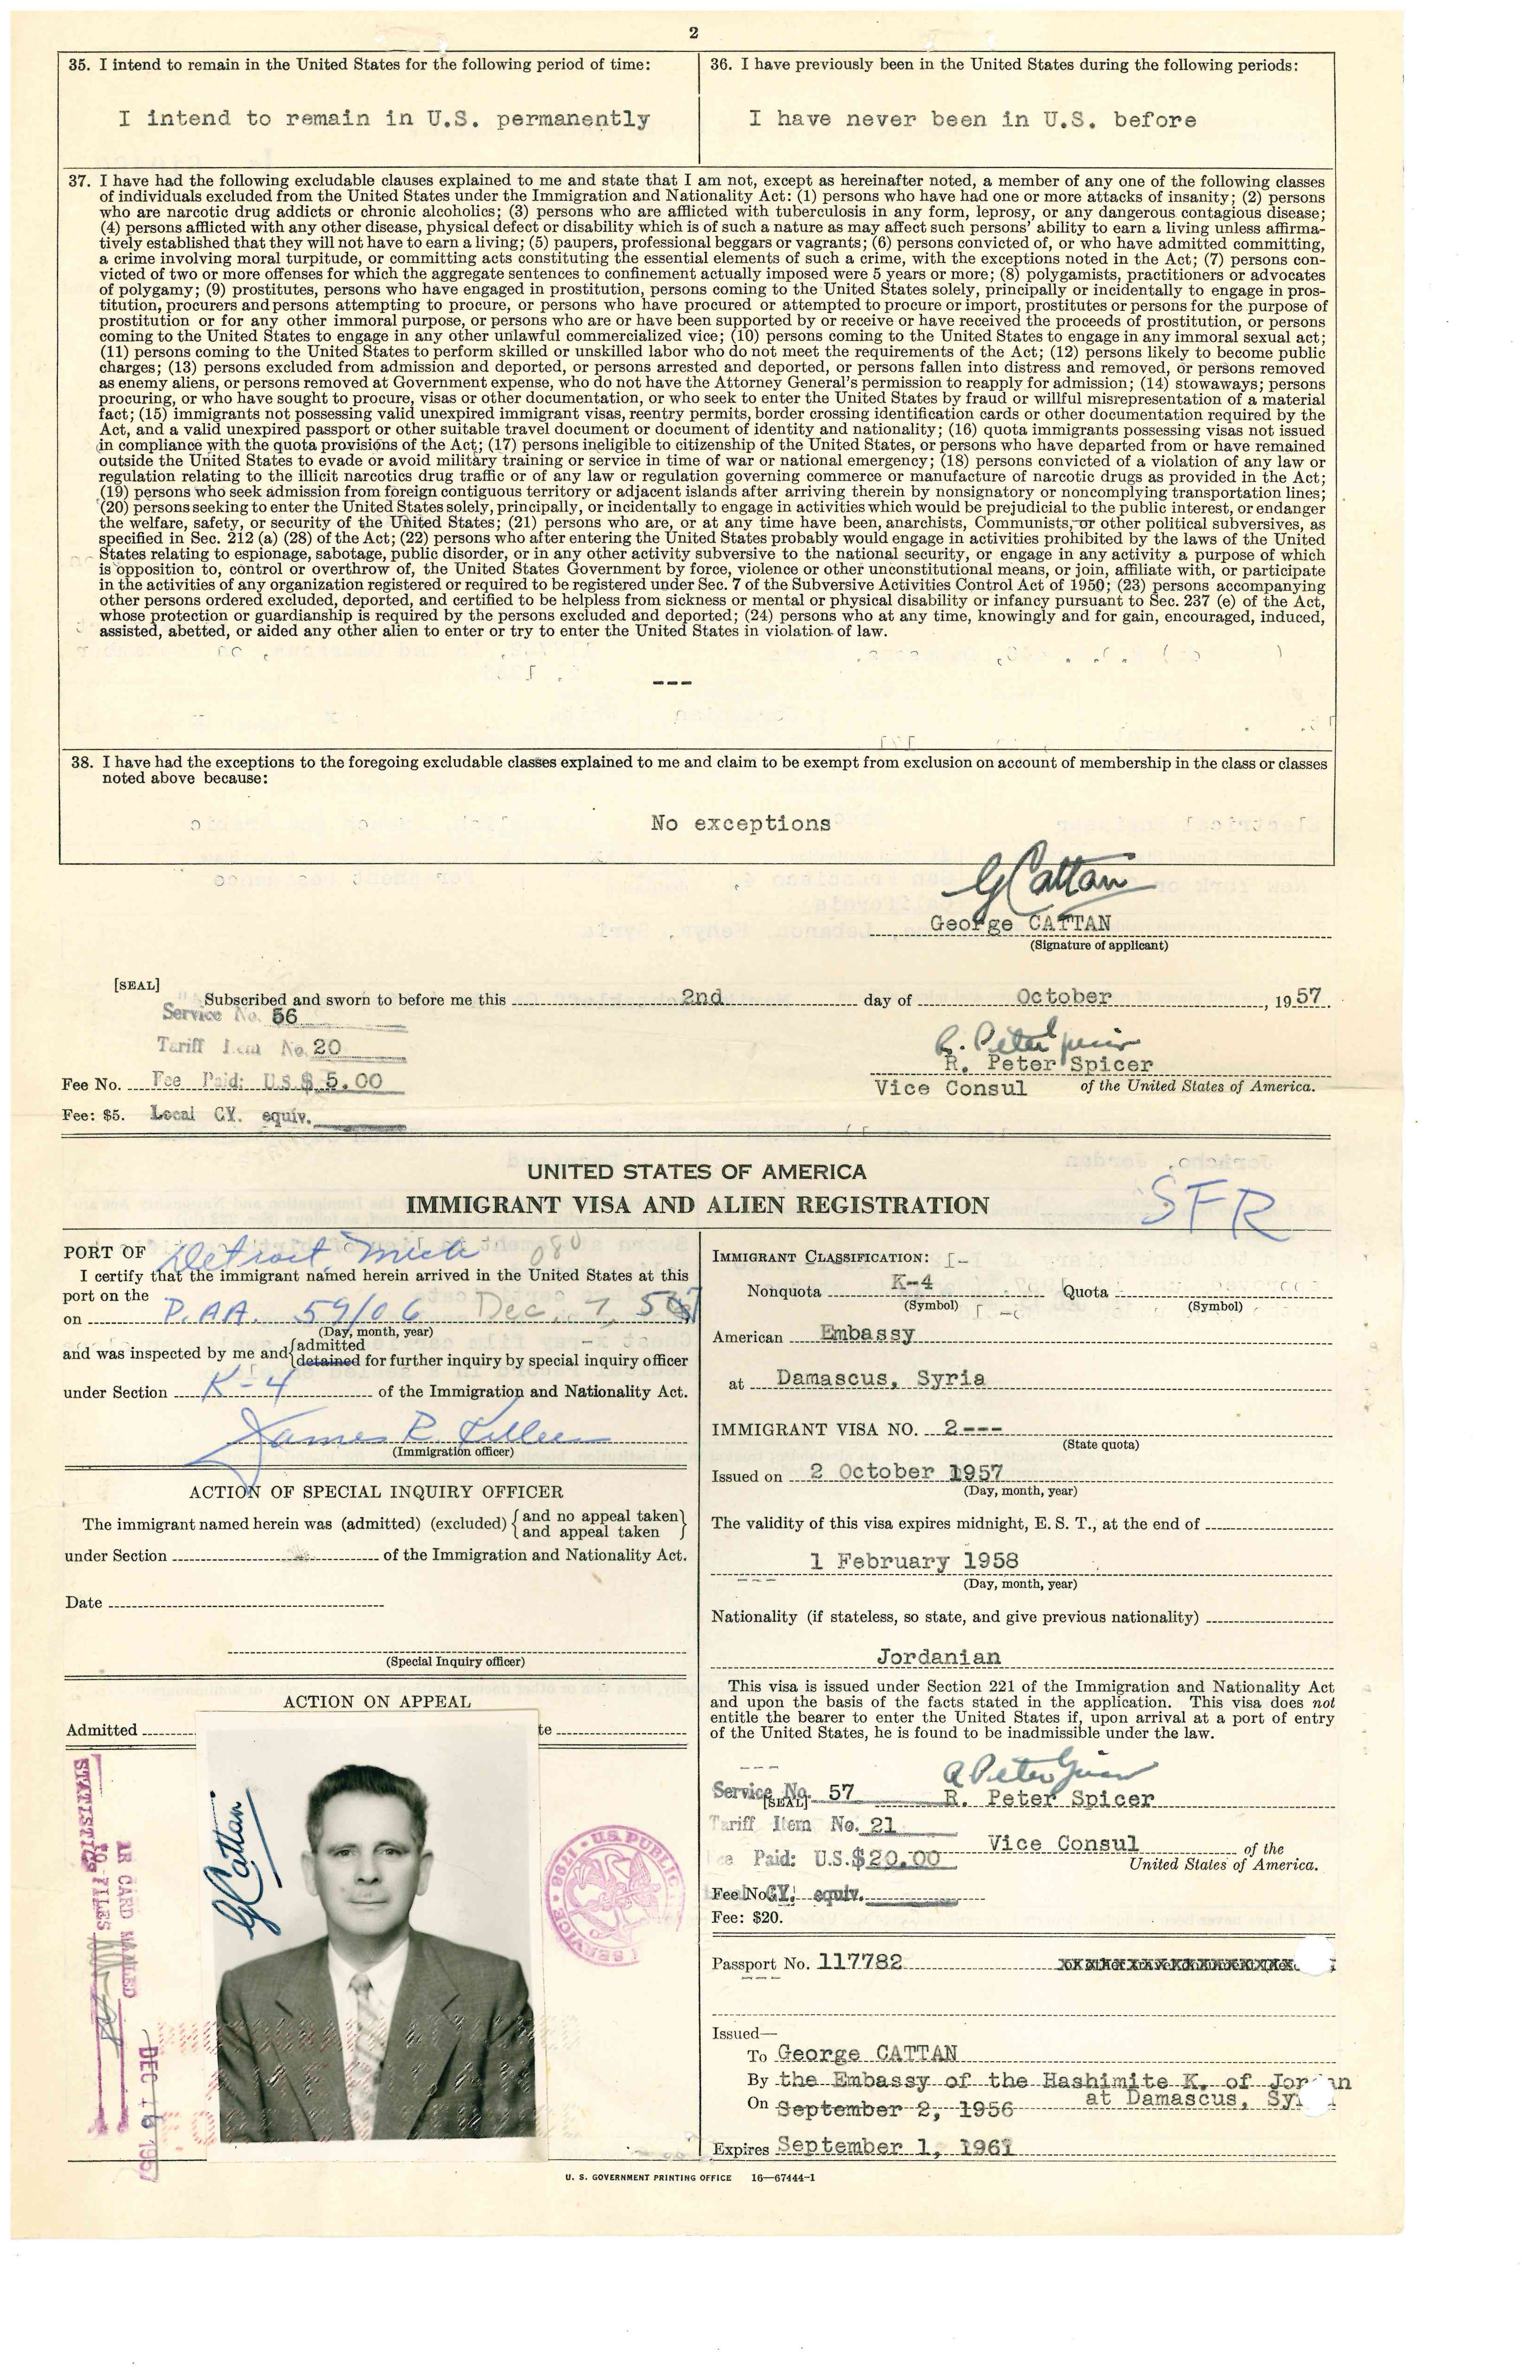 2
35. I intend to remain in the United States for the following period of time:
I intend to remain in U.S. permanently
36. I have previously been in the United States during the following periods:
I have never been in U.S. before
37. I have had the following excludable clauses explained to me and state that I am not, except as hereinafter noted, a member of any one of the following classes
of individuals excluded from the United States under the Immigration and Nationality Act: (1) persons who have had one or more attacks of insanity; (2) persons
who are narcotic drug addicts or chronic alcoholics; (3) persons who are afflicted with tuberculosis in any form, leprosy, or any dangerous contagious disease;
(4) persons afflicted with any other disease, physical defect or disability which is of such a nature as may affect such persons' ability to earn a living unless affirma-
tively established that they will not have to earn a living; (5) paupers, professional beggars or vagrants; (6) persons convicted of, or who have admitted committing,
a crime involving moral turpitude, or committing acts constituting the essential elements of such a crime, with the exceptions noted in the Act; (7) persons con-
victed of two or more offenses for which the aggregate sentences to confinement actually imposed were 5 years or more; (8) polygamists, practitioners or advocates
of polygamy; (9) prostitutes, persons who have engaged in prostitution, persons coming to the United States solely, principally or incidentally to engage in pros-
titution, procurers and persons attempting to procure, or persons who have procured or attempted to procure or import, prostitutes or persons for the purpose of
prostitution or for any other immoral purpose, or persons who are or have been supported by or receive or have received the proceeds of prostitution, or persons
coming to the United States to engage in any other unlawful commercialized vice; (10) persons coming to the United States to engage in any immoral sexual act;
(11) persons coming to the United States to perform skilled or unskilled labor who do not meet the requirements of the Act; (12) persons likely to become public
charges; (13) persons excluded from admission and deported, or persons arrested and deported, or persons fallen into distress and removed, or persons removed
as enemy aliens, or persons removed at Government expense, who do not have the Attorney General's permission to reapply for admission; (14) stowaways; persons
procuring, or who have sought to procure, visas or other documentation, or who seek to enter the United States by fraud or willful misrepresentation of a material
fact; (15) immigrants not possessing valid unexpired immigrant visas, reentry permits, border crossing identification cards or other documentation required by the
Act, and a valid unexpired passport or other suitable travel document or document of identity and nationality; (16) quota immigrants possessing visas not issued
in compliance with the quota provisions of the Act; (17) persons ineligible to citizenship of the United States, or persons who have departed from or have remained
outside the United States to evade or avoid military training or service in time of war or national emergency; (18) persons convicted of a violation of any law or
regulation relating to the illicit narcotics drug traffic or of any law or regulation governing commerce or manufacture of narcotic drugs as provided in the Act;
(19) persons who seek admission from foreign contiguous territory or adjacent islands after arriving therein by nonsignatory or noncomplying transportation lines;
(20) persons seeking to enter the United States solely, principally, or incidentally to engage in activities which would be prejudicial to the public interest, or endanger
the welfare, safety, or security of the United States; (21) persons who are, or at any time have been, anarchists, Communists, or other political subversives, as
specified in Sec. 212 (a) (28) of the Act; (22) persons who after entering the United States probably would engage in activities prohibited by the laws of the United
States relating to espionage, sabotage, public disorder, or in any other activity subversive to the national security, or engage in any activity a purpose of which
is opposition to, control or overthrow of, the United States Government by force, violence or other unconstitutional means, or join, affiliate with, or participate
in the activities of any organization registered or required to be registered under Sec. 7 of the Subversive Activities Control Act of 1950; (23) persons accompanying
other persons ordered excluded, deported, and certified to be helpless from sickness or mental or physical disability or infancy pursuant to Sec. 237 (e) of the Act,
whose protection or guardianship is required by the persons excluded and deported; (24) persons who at any time, knowingly and for gain, encouraged, induced,
assisted, abetted, or aided any other alien to enter or try to enter the United States in violation of law.
---
38. I have had the exceptions to the foregoing excludable classes explained to me and claim to be exempt from exclusion on account of membership in the class or classes
noted above because:
No exceptions
G Cattan
George CATTAN
(Signature of applicant)
[SEAL]
Subscribed and sworn to before me this 2nd day of October, 1957.
Service No. 56
Tariff Item No. 20
Fee No. Fee Paid: U.S.$ 5.00
Fee: $5. Local CY. equiv.
R. Peter Spicer
R. Peter Spicer
Vice Consul of the United States of America.
UNITED STATES OF AMERICA
IMMIGRANT VISA AND ALIEN REGISTRATION
SFR
PORT OF Detroit, Mich 080
I certify that the immigrant named herein arrived in the United States at this
port on the
on P.AA. 59/06 Dec 7, 57
(Day, month, year)
and was inspected by me and {admitted
detained for further inquiry by special inquiry officer
under Section K-4 of the Immigration and Nationality Act.
James R. Killeen
(Immigration officer)
ACTION OF SPECIAL INQUIRY OFFICER
The immigrant named herein was (admitted) (excluded) {and no appeal taken}
{and appeal taken}
under Section of the Immigration and Nationality Act.
Date
(Special Inquiry officer)
ACTION ON APPEAL
Admitted te
G Cattan
STATISTICS
AR CARD MAILED
TO FILES
DEC 16 1957
U.S. PUBLIC
SERVICE
PHOTOGRAPH ATTACHED
AMERICAN
FOR
IMMIGRANT CLASSIFICATION:
Nonquota K-4 Quota
(Symbol) (Symbol)
American Embassy
at Damascus, Syria
IMMIGRANT VISA NO. 2---
(State quota)
Issued on 2 October 1957
(Day, month, year)
The validity of this visa expires midnight, E. S. T., at the end of
1 February 1958
---
(Day, month, year)
Nationality (if stateless, so state, and give previous nationality)
Jordanian
This visa is issued under Section 221 of the Immigration and Nationality Act
and upon the basis of the facts stated in the application. This visa does not
entitle the bearer to enter the United States if, upon arrival at a port of entry
of the United States, he is found to be inadmissible under the law.
---
R Peter Spicer
Service No. 57
[SEAL]
R. Peter Spicer
Tariff Item No. 21
Vice Consul of the
United States of America.
Paid: U.S.$20.00
Fee No. CY. equiv.
Fee: $20.
Passport No. 117782
---
Issued—
To George CATTAN
By the Embassy of the Hashimite K. of Jordan
at Damascus, Syria
On September 2, 1956
Expires September 1, 1961
U. S. GOVERNMENT PRINTING OFFICE 16—67444-1